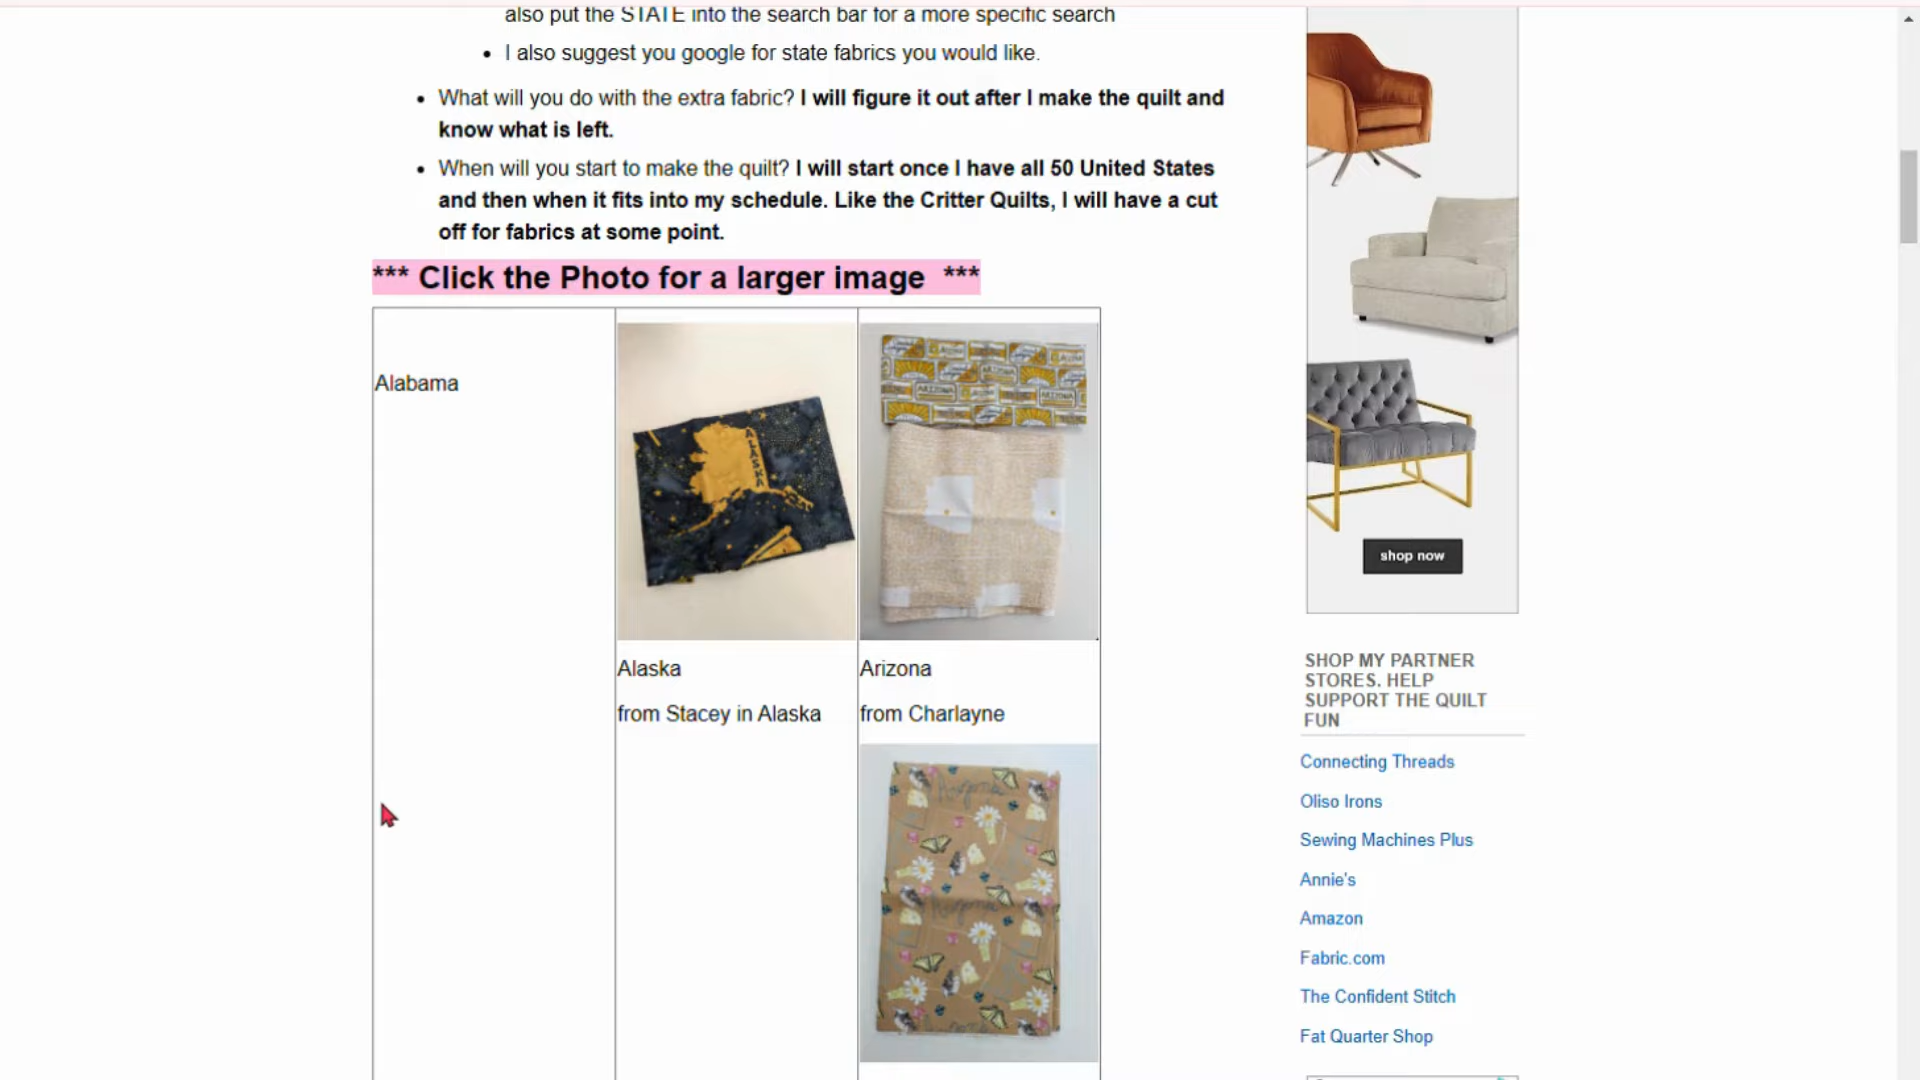 also put the STATE into the search bar for a more specific search
• I also suggest you google for state fabrics you would like.
• What will you do with the extra fabric? I will figure it out after I make the quilt and
know what is left.
• When will you start to make the quilt? I will start once I have all 50 United States
and then when it fits into my schedule. Like the Critter Quilts, I will have a cut
off for fabrics at some point.
*** Click the Photo for a larger image ***
Alabama
ALASKA
ARIZONA
Alaska
from Stacey in Alaska
Arizona
from Charlayne
Arizona
Arizona
shop now
SHOP MY PARTNER
STORES. HELP
SUPPORT THE QUILT
FUN
Connecting Threads
Oliso Irons
Sewing Machines Plus
Annie's
Amazon
Fabric.com
The Confident Stitch
Fat Quarter Shop